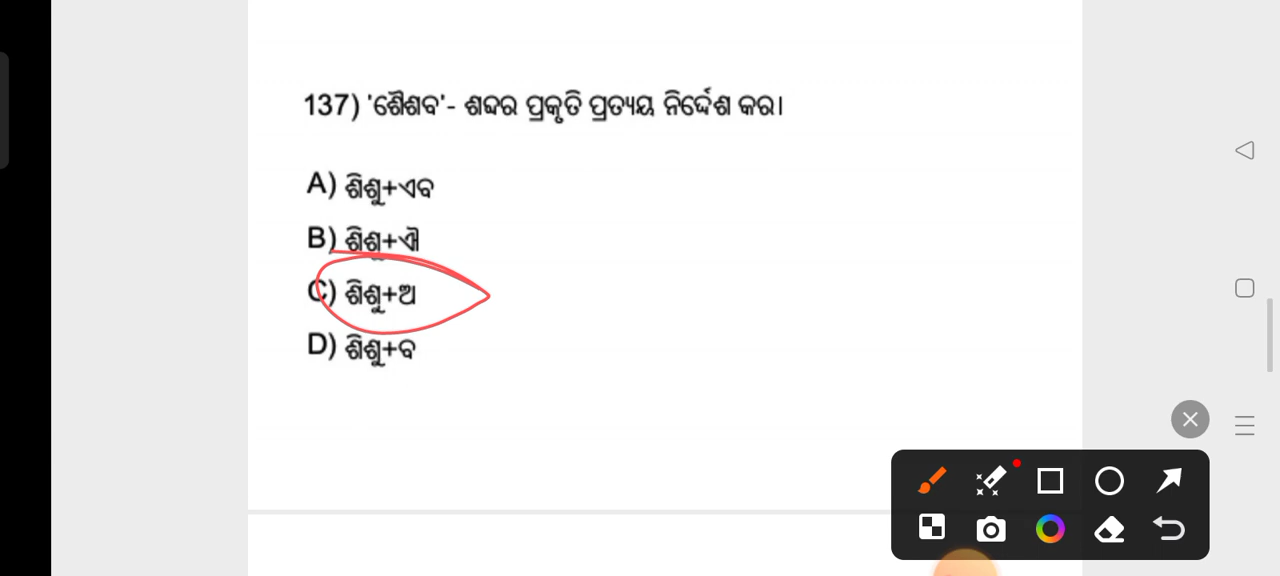 137) 'ଶୈଶବ'- ଶବ୍ଦର ପ୍ରକୃତି ପ୍ରତ୍ୟୟ ନିର୍ଦ୍ଦେଶ କର।
A) ଶିଶୁ+ଏବ
B) ଶିଶୁ+ଐ
C) ଶିଶୁ+ଅ
D) ଶିଶୁ+ବ